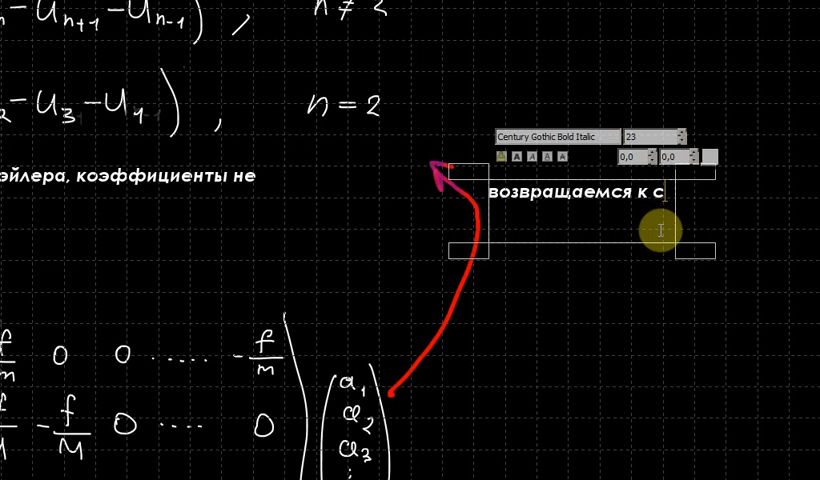 -U_{n+1} -U_{n-1}) , n ≠ 2
-U_3 -U_1) , n = 2
Century Gothic Bold Italic 23
A A A A A 0,0 0,0
эйлера, коэффициенты не
возвращаемся к с
f/m 0 0 ..... -f/m
a_1
-f/M 0 .... 0
a_2
a_3